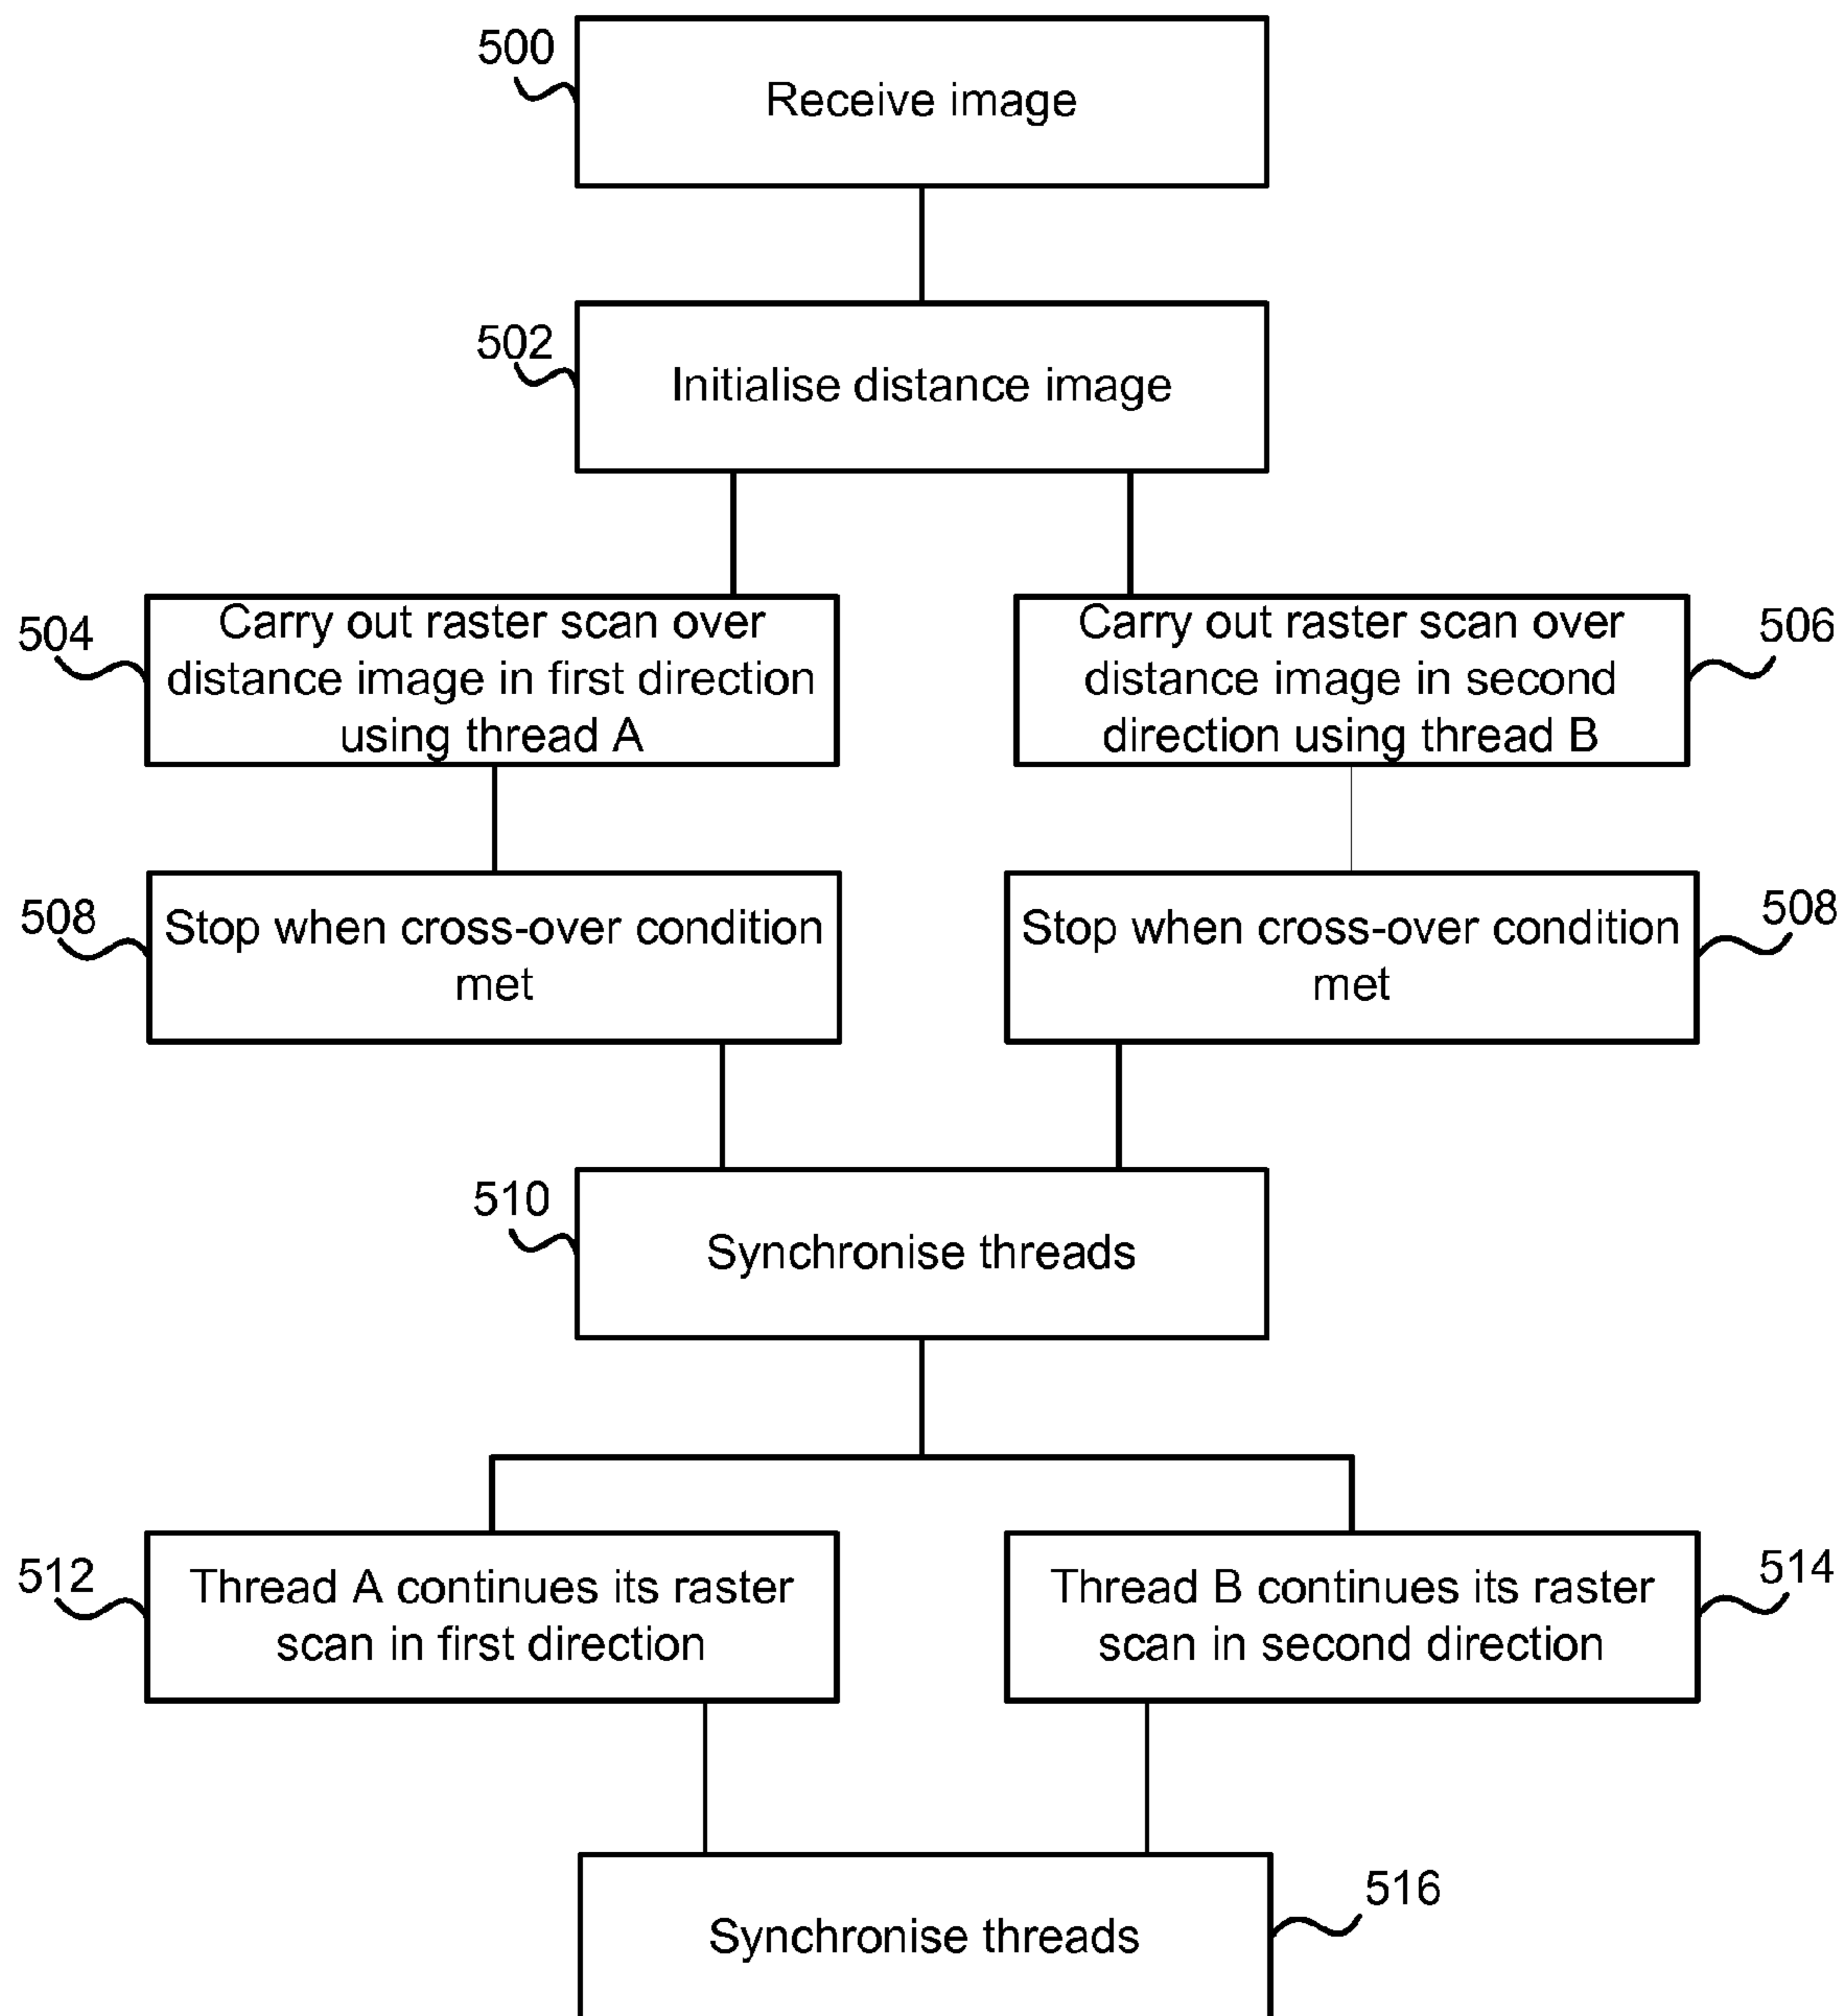 500
Receive image
502
Initialise distance image
504
Carry out raster scan over
distance image in first direction
using thread A
Carry out raster scan over
distance image in second
direction using thread B
506
508
Stop when cross-over condition
met
Stop when cross-over condition
met
508
510
Synchronise threads
512
Thread A continues its raster
scan in first direction
Thread B continues its raster
scan in second direction
514
Synchronise threads
516